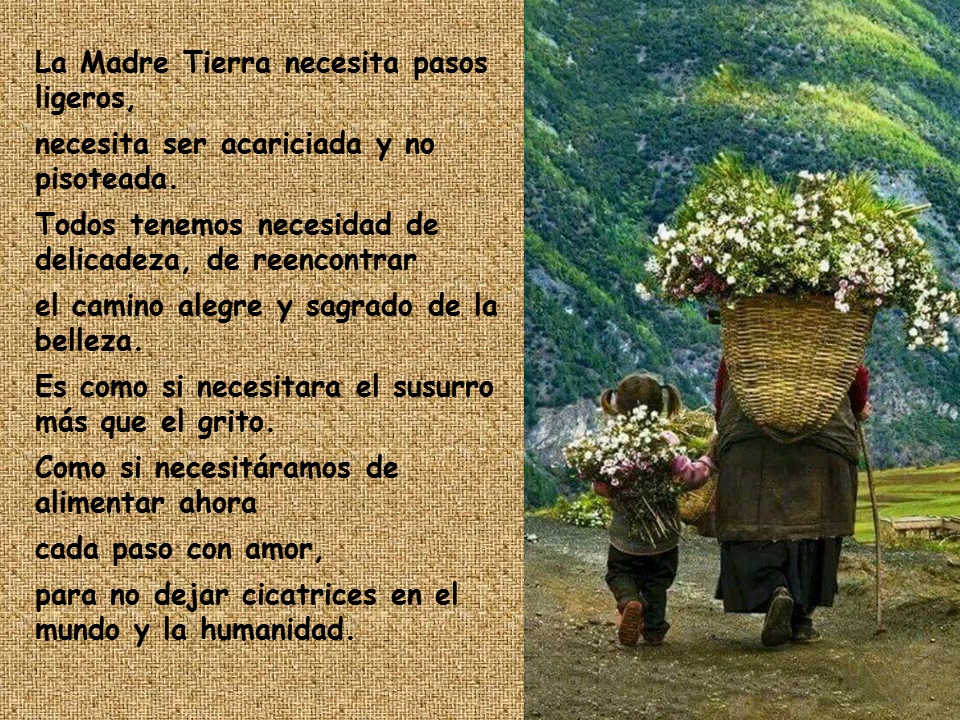 La Madre Tierra necesita pasos
ligeros,
necesita ser acariciada y no
pisoteada.
Todos tenemos necesidad de
delicadeza, de reencontrar
el camino alegre y sagrado de la
belleza.
Es como si necesitara el susurro
más que el grito.
Como si necesitáramos de
alimentar ahora
cada paso con amor,
para no dejar cicatrices en el
mundo y la humanidad.